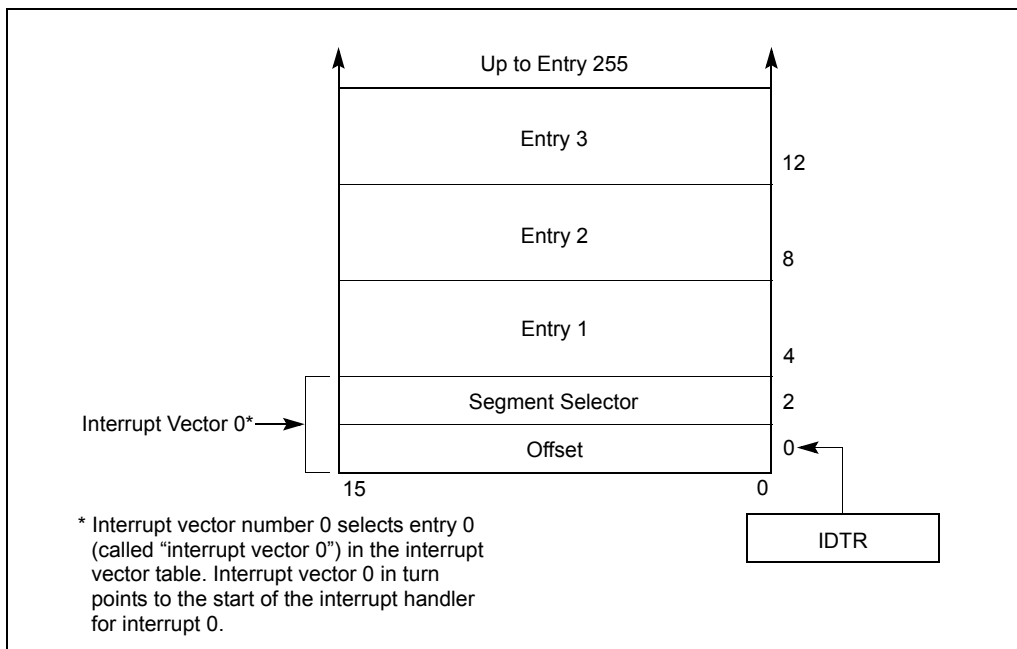 Up to Entry 255
Entry 3
12
Entry 2
8
Entry 1
4
Segment Selector
2
Interrupt Vector 0*
Offset
0
15
0
* Interrupt vector number 0 selects entry 0
(called “interrupt vector 0”) in the interrupt
vector table. Interrupt vector 0 in turn
points to the start of the interrupt handler
for interrupt 0.
IDTR